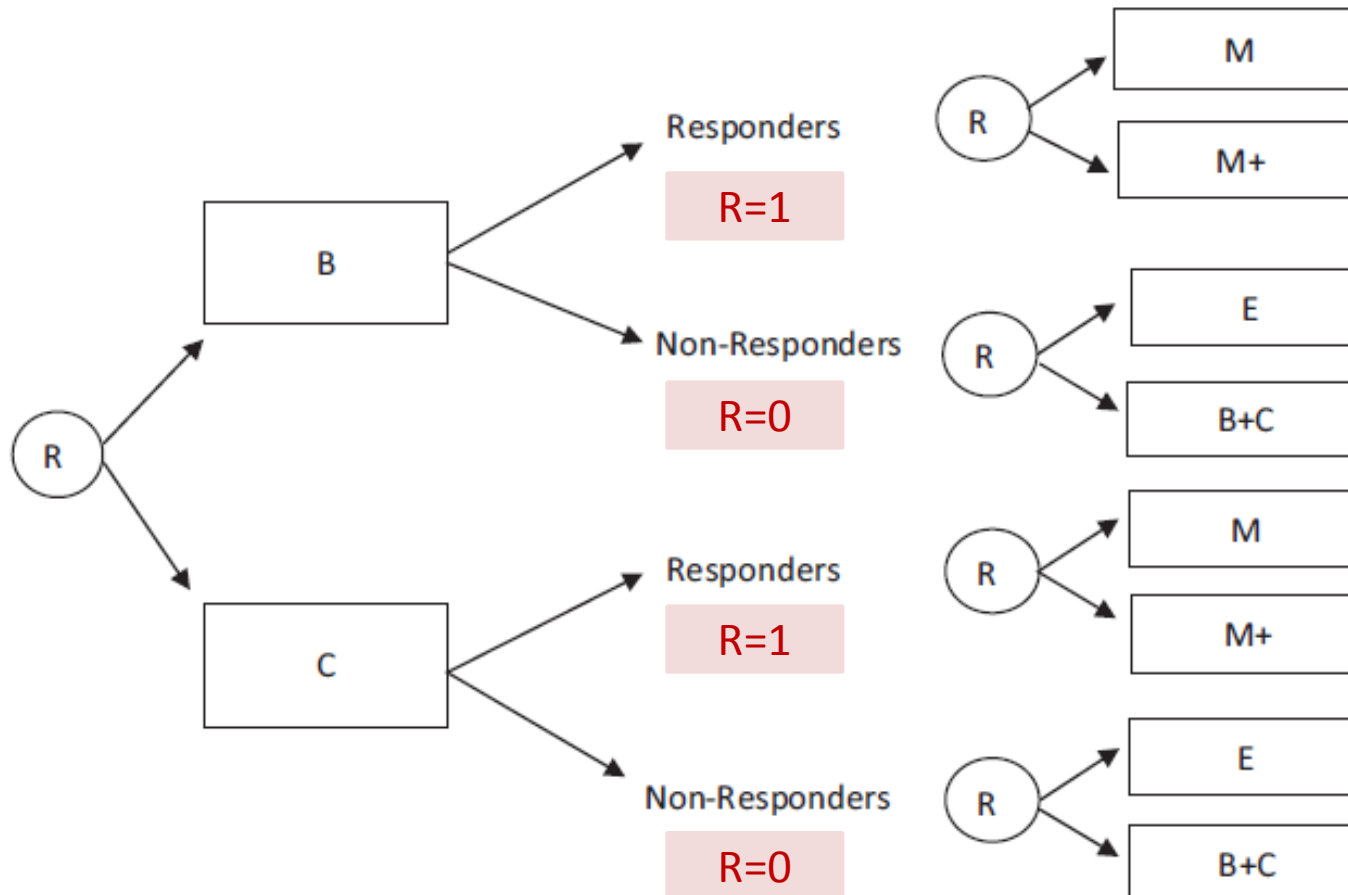 M
R
Responders
M+
R=1
B
E
Non-Responders
R
R=0
B+C
R
M
Responders
R
R=1
M+
C
E
Non-Responders
R
R=0
B+C